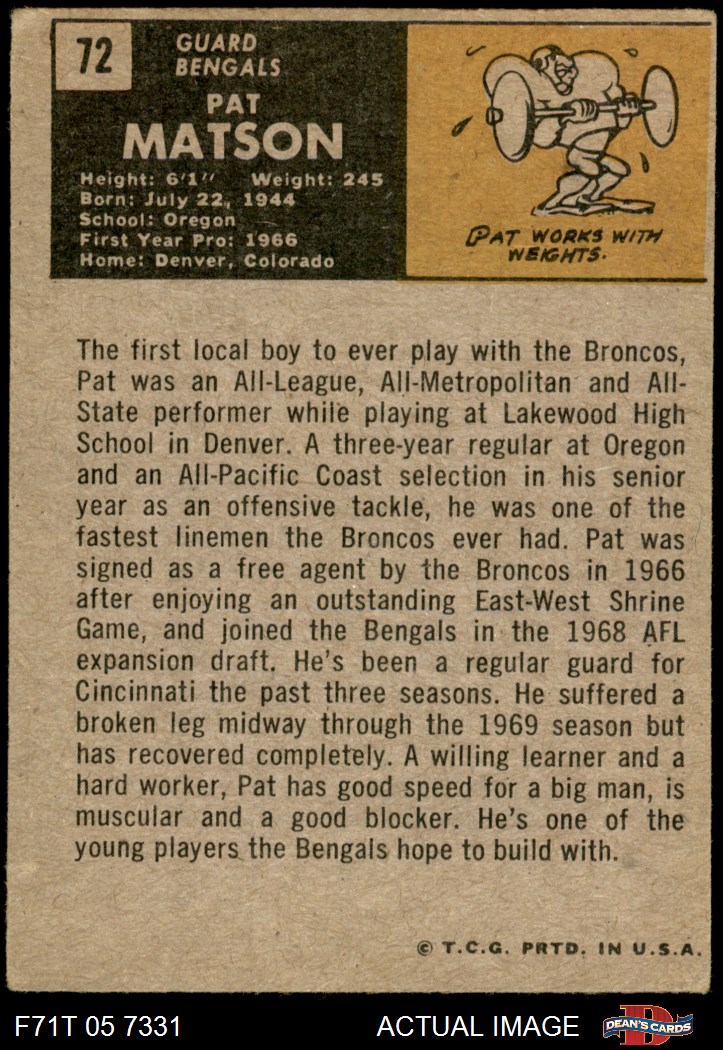 72
GUARD
BENGALS
PAT
MATSON
Height: 6'1" Weight: 245
Born: July 22, 1944
School: Oregon
First Year Pro: 1966
Home: Denver, Colorado
PAT WORKS WITH
WEIGHTS.
The first local boy to ever play with the Broncos,
Pat was an All-League, All-Metropolitan and All-
State performer while playing at Lakewood High
School in Denver. A three-year regular at Oregon
and an All-Pacific Coast selection in his senior
year as an offensive tackle, he was one of the
fastest linemen the Broncos ever had. Pat was
signed as a free agent by the Broncos in 1966
after enjoying an outstanding East-West Shrine
Game, and joined the Bengals in the 1968 AFL
expansion draft. He's been a regular guard for
Cincinnati the past three seasons. He suffered a
broken leg midway through the 1969 season but
has recovered completely. A willing learner and a
hard worker, Pat has good speed for a big man, is
muscular and a good blocker. He's one of the
young players the Bengals hope to build with.
© T.C.G. PRTD. IN U.S.A.
F71T 05 7331 ACTUAL IMAGE
D
DEAN'S CARDS